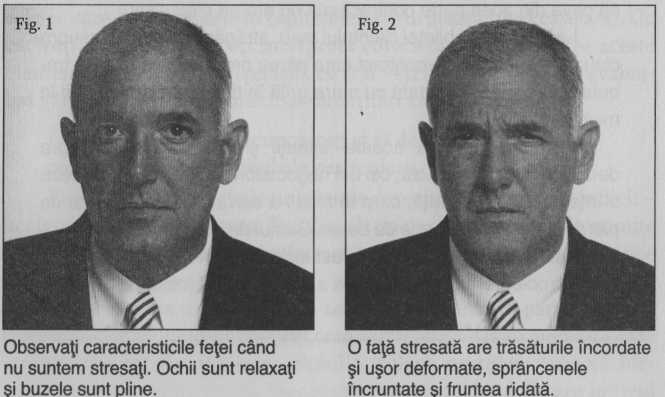 Fig. 1
Observaţi caracteristicile feţei când
nu suntem stresaţi. Ochii sunt relaxaţi
şi buzele sunt pline.
Fig. 2
O faţă stresată are trăsăturile încordate
şi uşor deformate, sprâncenele
încruntate şi fruntea ridată.